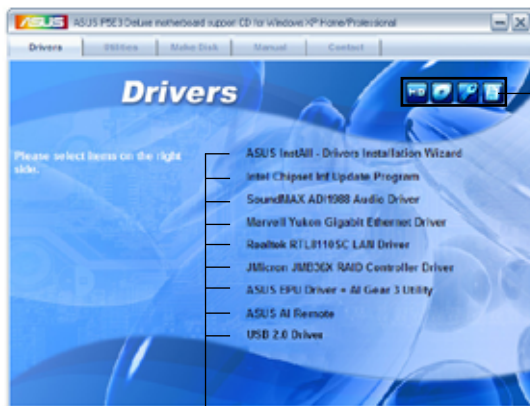 ASUS ASUS P5E3 Deluxe motherboard support CD for Windows XP Home/Professional
Drivers Utilities Make Disk Manual Contact
Drivers
Please select items on the right side.
ASUS InstAll - Drivers Installation Wizard
Intel Chipset Inf Update Program
SoundMAX ADI1988 Audio Driver
Marvell Yukon Gigabit Ethernet Driver
Realtek RTL8110SC LAN Driver
JMicron JMB36X RAID Controller Driver
ASUS EPU Driver + AI Gear 3 Utility
ASUS AI Remote
USB 2.0 Driver